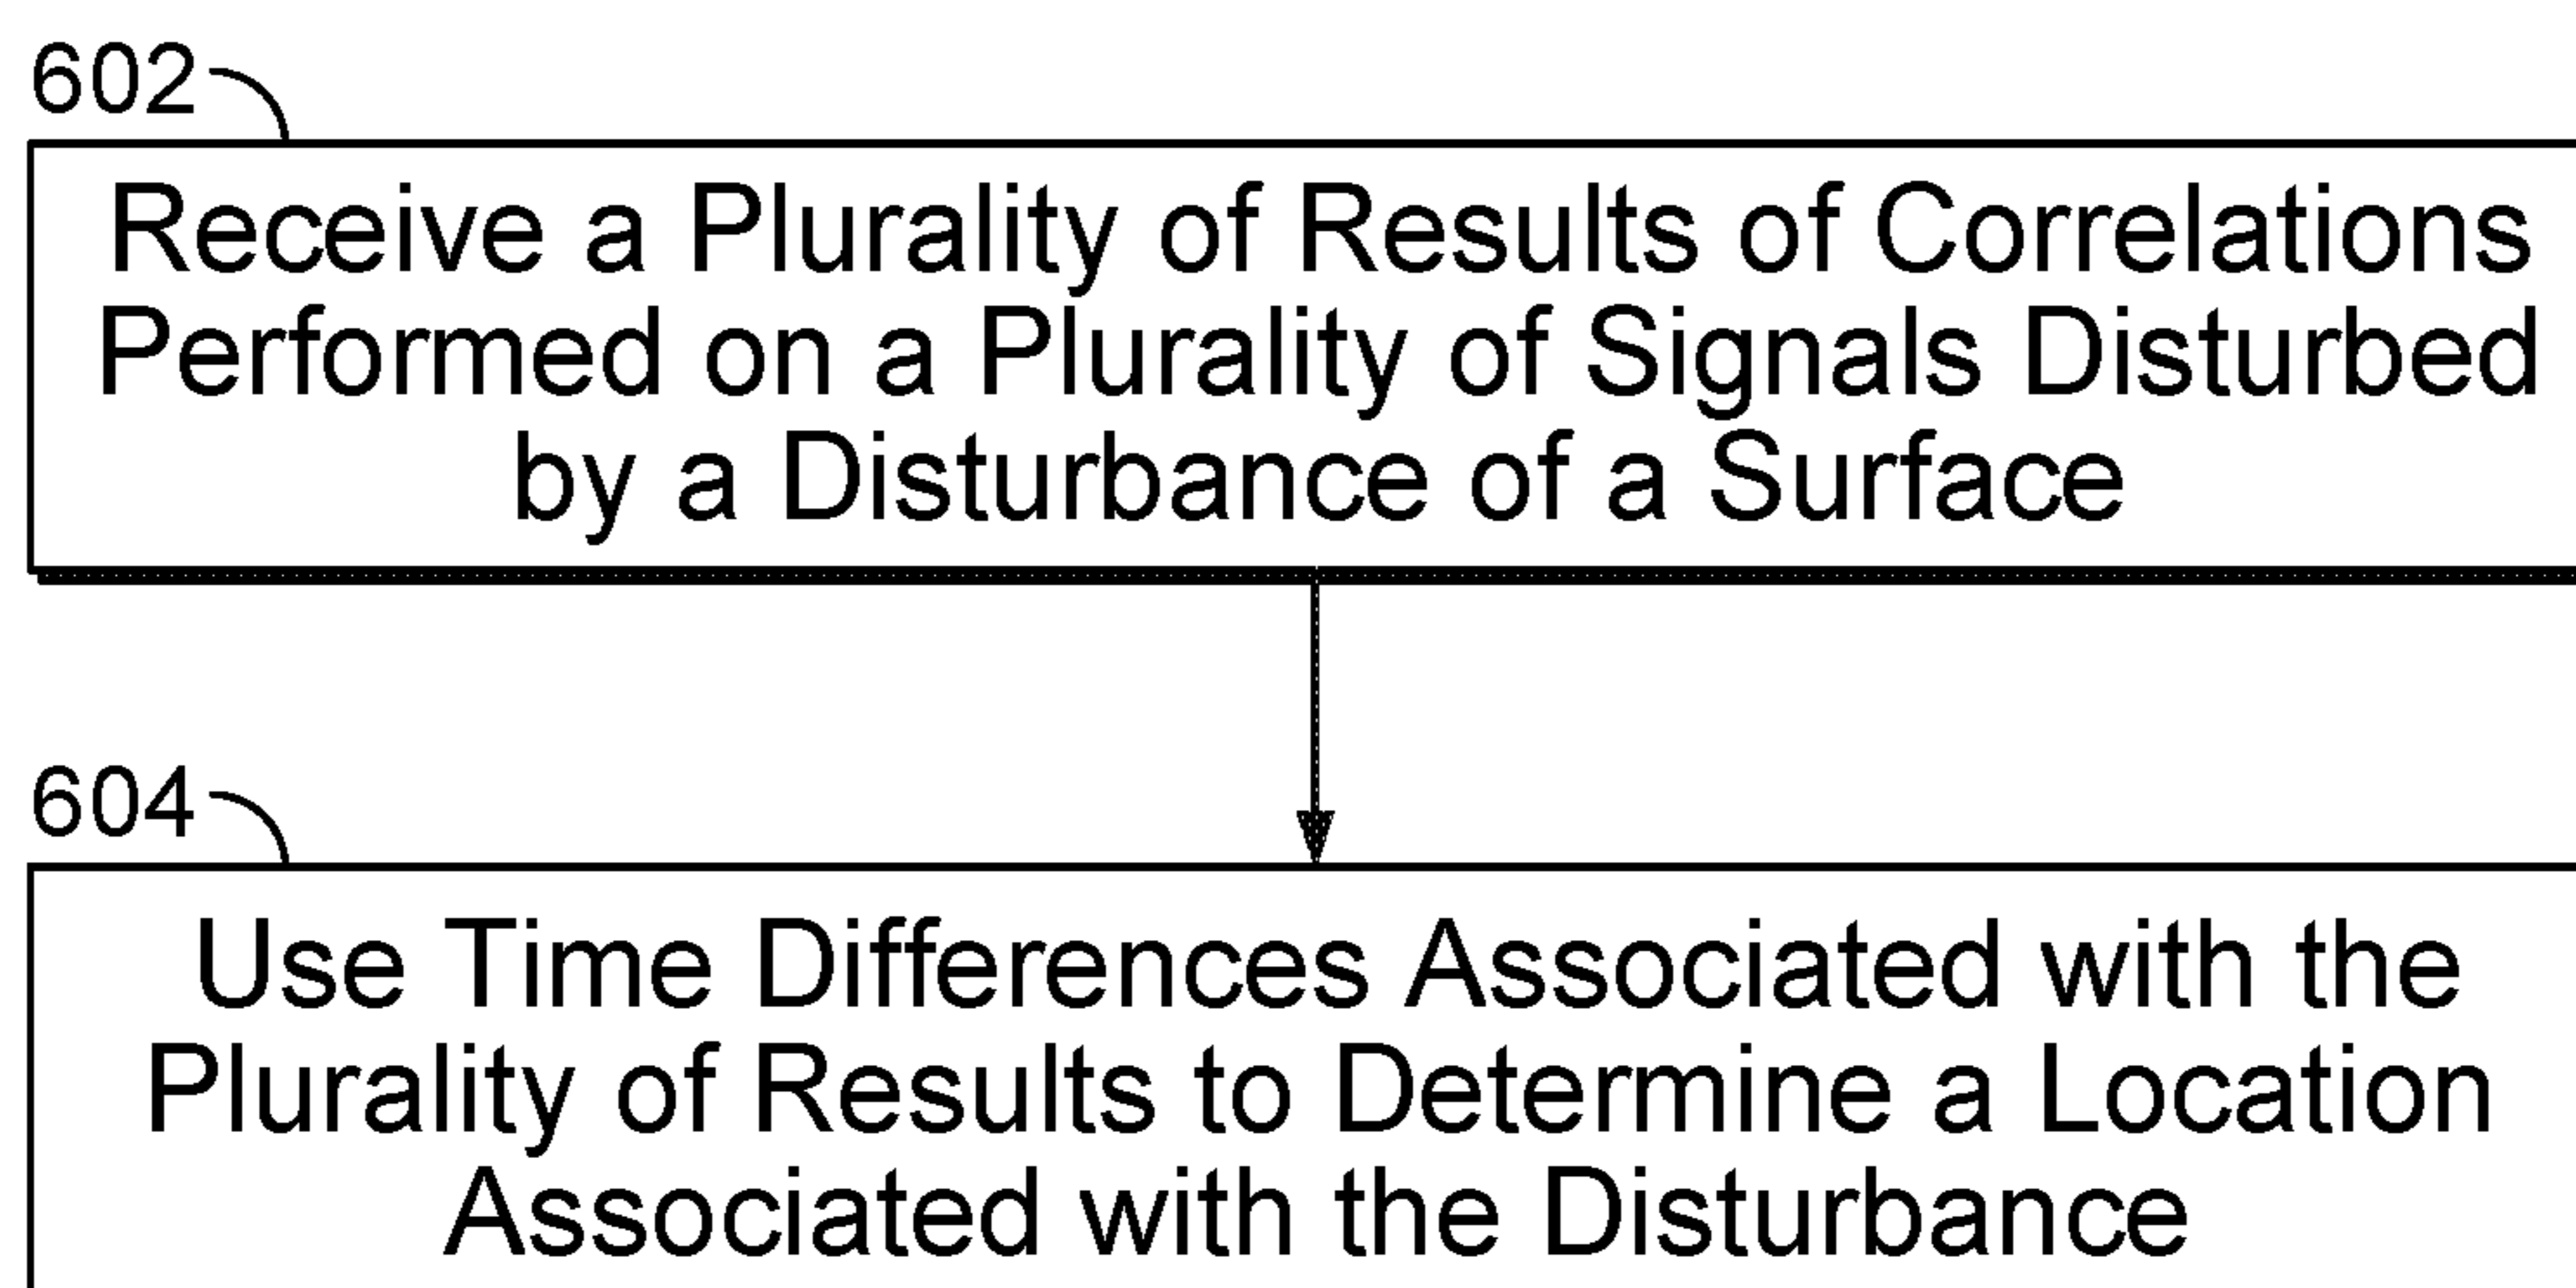 602
Receive a Plurality of Results of Correlations
Performed on a Plurality of Signals Disturbed
by a Disturbance of a Surface
604
Use Time Differences Associated with the
Plurality of Results to Determine a Location
Associated with the Disturbance